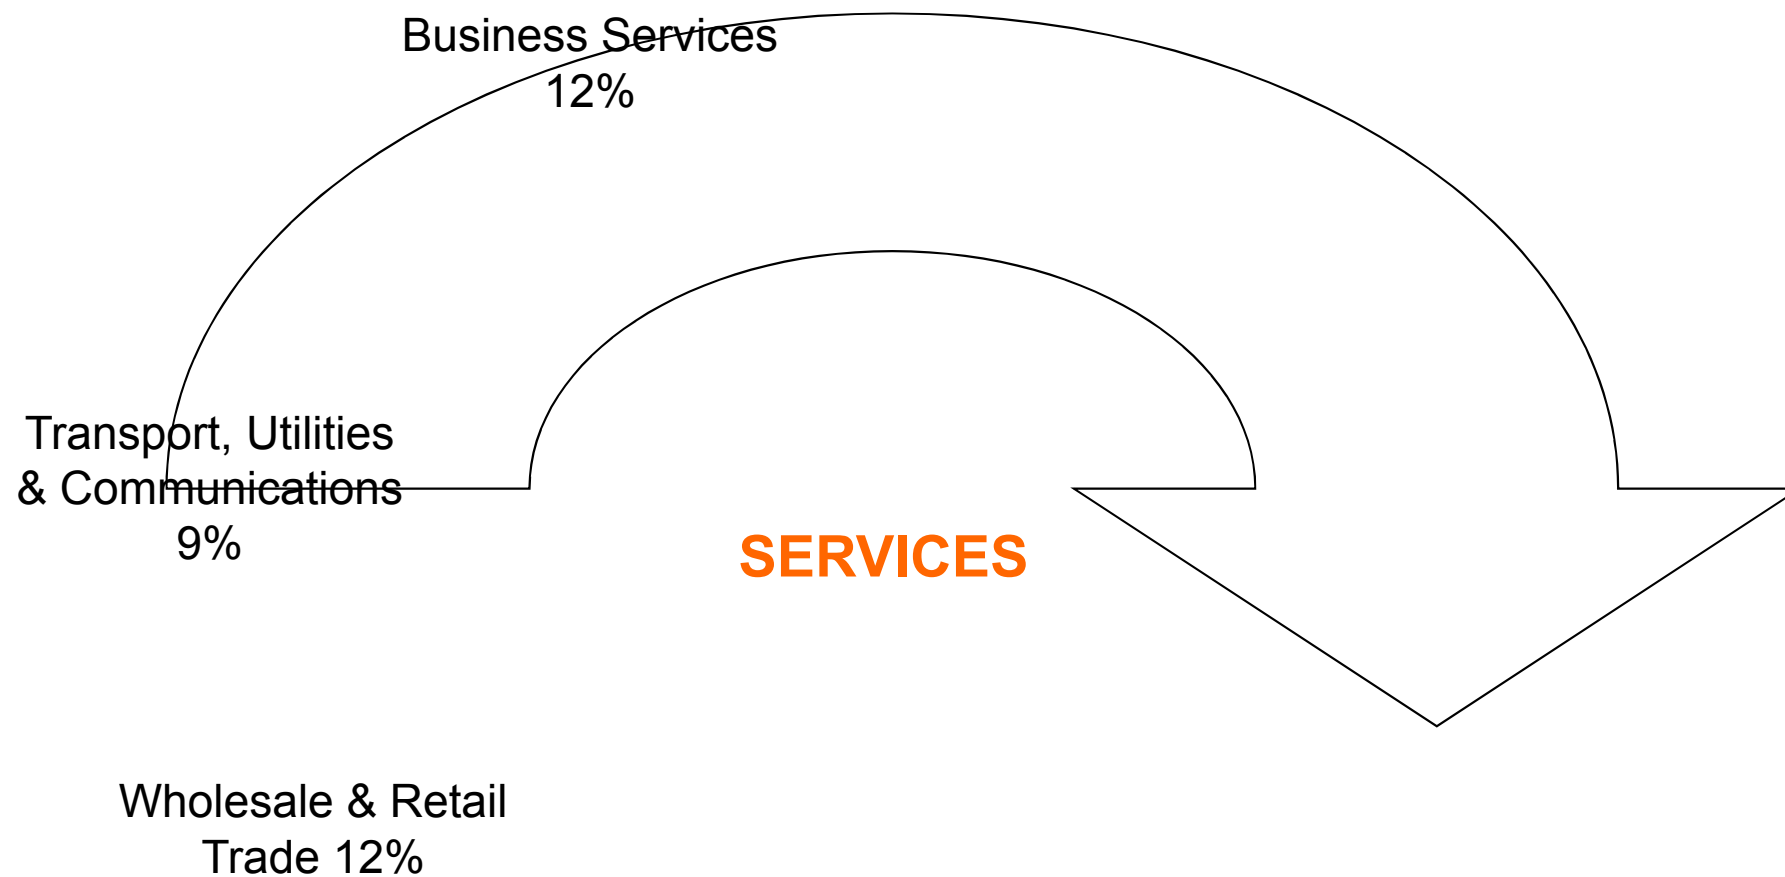 Business Services
12%
Transport, Utilities
& Communications
9%
SERVICES
Wholesale & Retail
Trade 12%